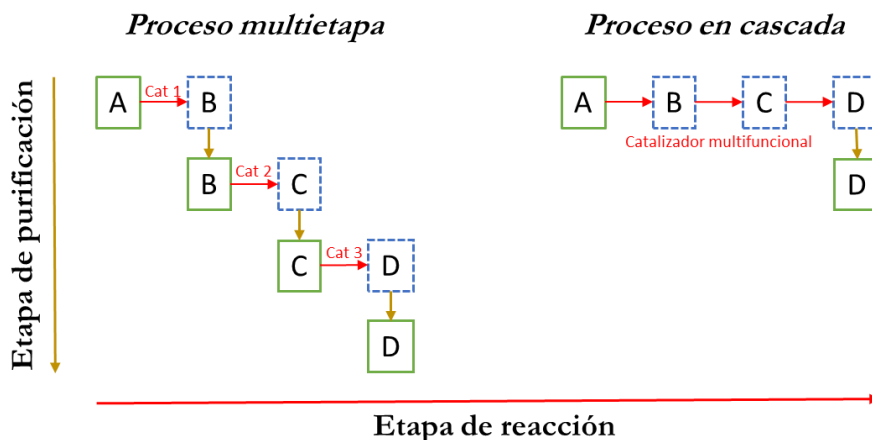 Proceso multietapa
Proceso en cascada
Etapa de purificación
A
Cat 1
B
B
Cat 2
C
C
Cat 3
D
D
A
B
C
D
Catalizador multifuncional
D
Etapa de reacción